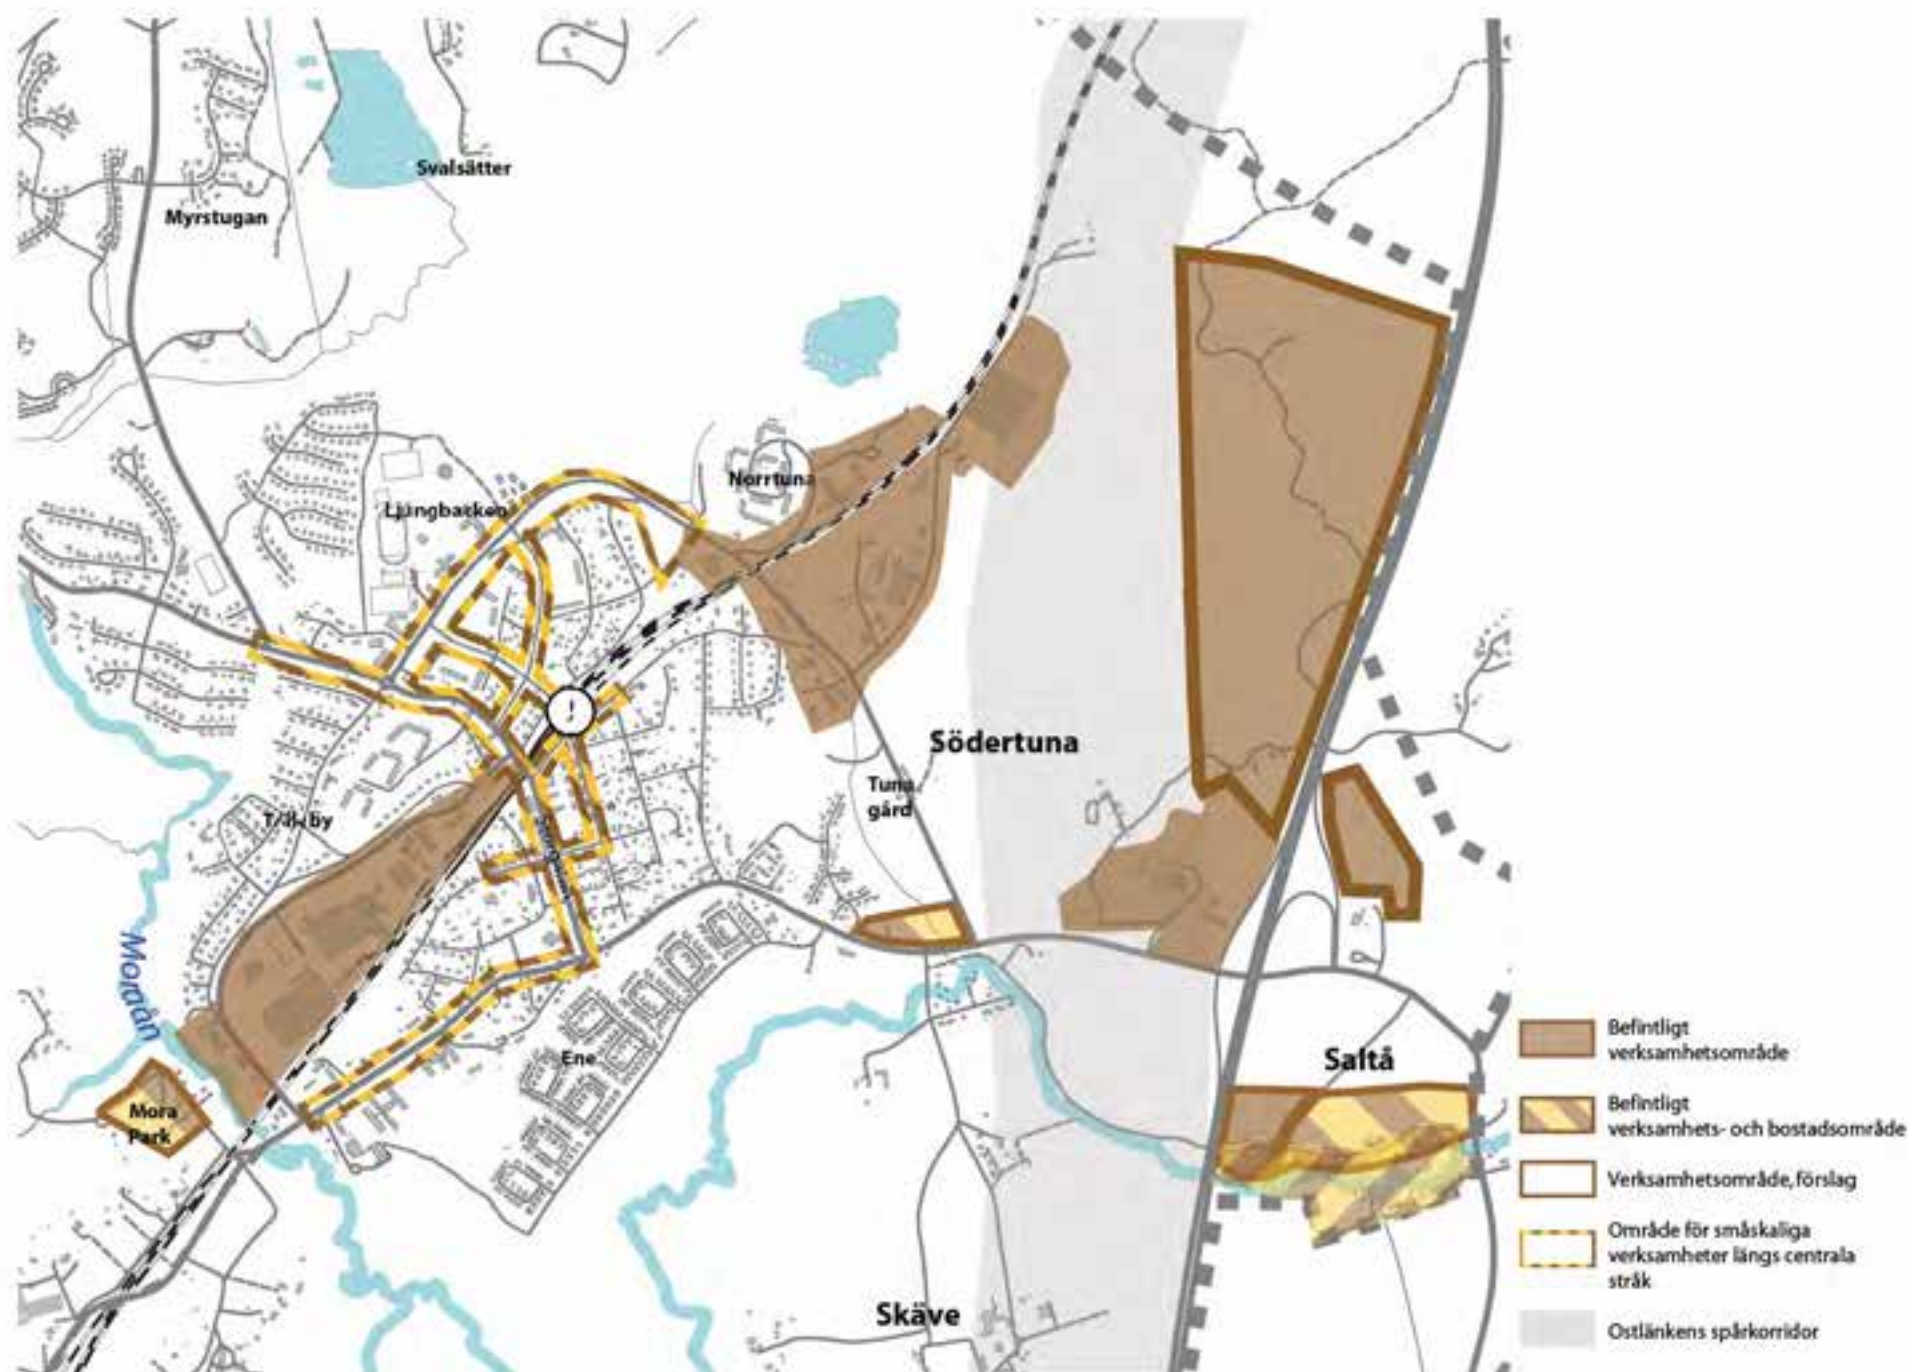 Svalsätter
Myrstugan
Norrtuna
Ljungbacken
Södertuna
Tuna
gård
Moraån
Ene
Mora
Park
Saltå
Skäve
Befintligt
verksamhetsområde
Befintligt
verksamhets- och bostadsområde
Verksamhetsområde, förslag
Område för småskaliga
verksamheter längs centrala
stråk
Ostlänkens spårkorridor